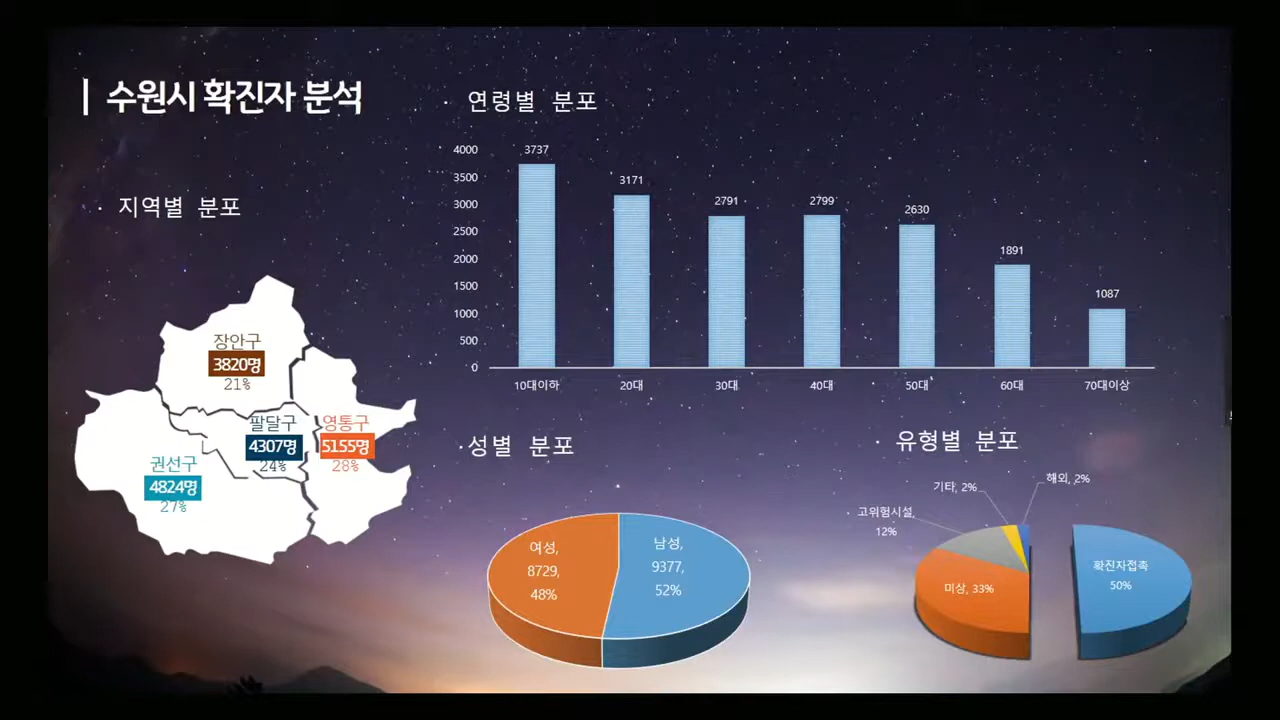 수원시 확진자 분석
· 지역별 분포
장안구
3820명
21%
팔달구
4307명
24%
영통구
5155명
28%
권선구
4824명
27%
· 연령별 분포
4000
3500
3000
2500
2000
1500
1000
500
0
3737
3171
2791
2799
2630
1891
1087
10대이하 20대 30대 40대 50대 60대 70대이상
· 성별 분포
여성,
8729,
48%
남성,
9377,
52%
· 유형별 분포
기타, 2%
해외, 2%
고위험시설,
12%
미상, 33%
확진자접촉
50%